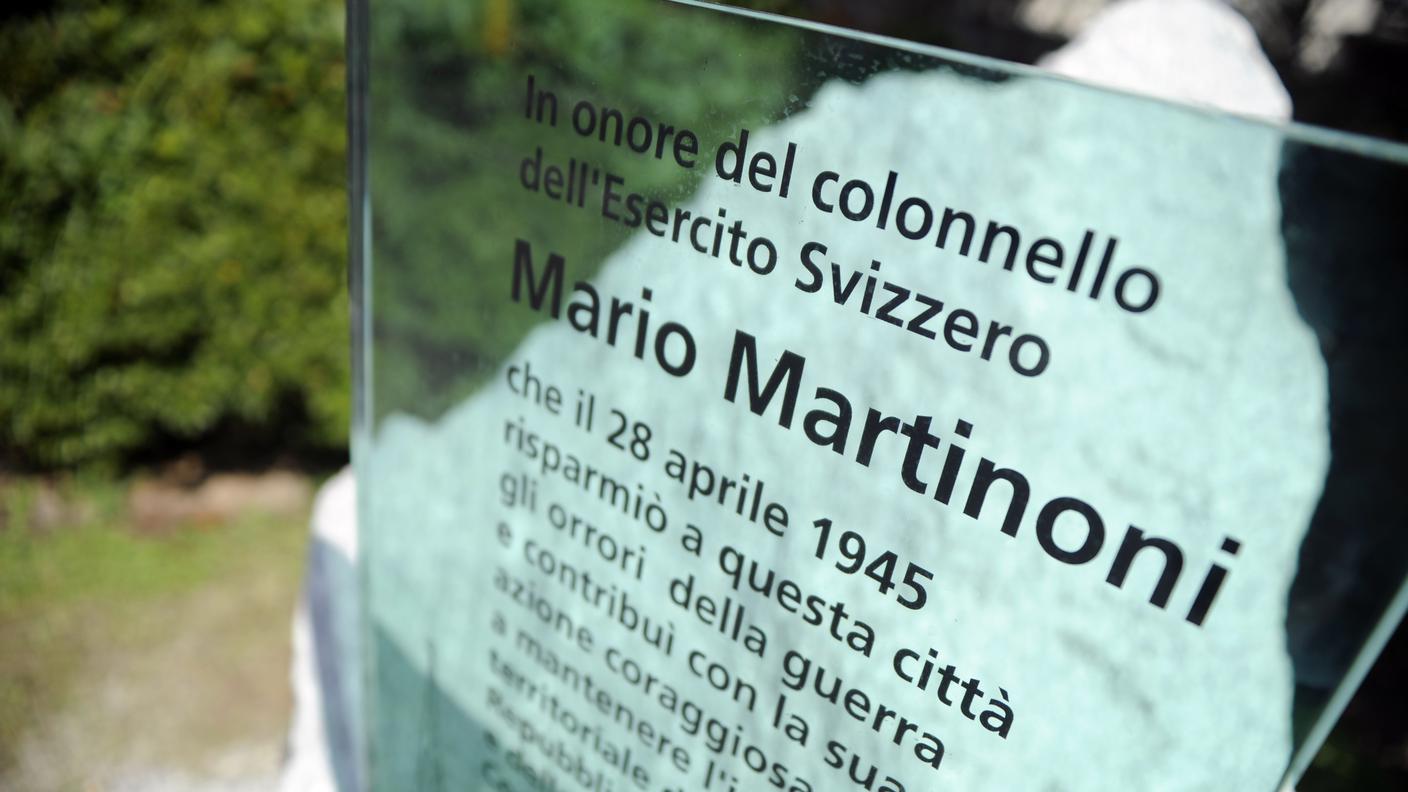 In onore del colonnello
dell'Esercito Svizzero
Mario Martinoni
che il 28 aprile 1945
risparmiò a questa città
gli orrori della guerra
e contribuì con la sua
azione coraggiosa
a mantenere
territoriale